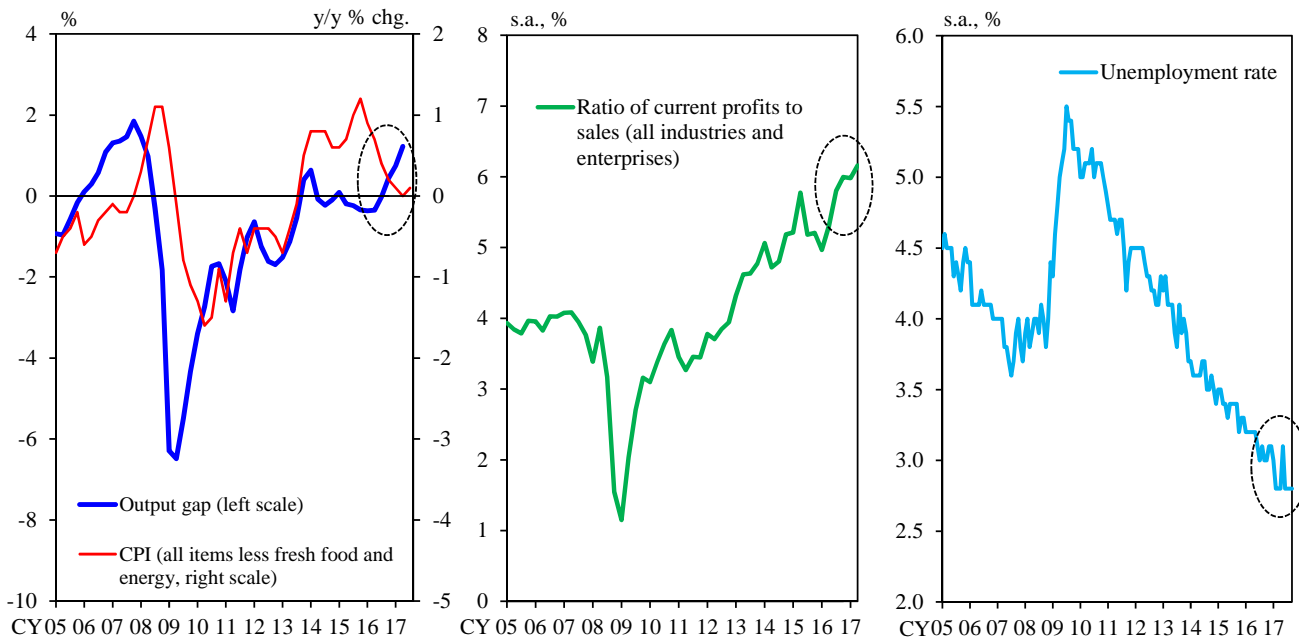 % y/y % chg.
4
2
0
-2
-4
-6
-8
-10
2
1
0
-1
-2
-3
-4
-5
Output gap (left scale)
CPI (all items less fresh food and
energy, right scale)
CY 05 06 07 08 09 10 11 12 13 14 15 16 17
s.a., %
8
7
6
5
4
3
2
1
0
Ratio of current profits to
sales (all industries and
enterprises)
CY 05 06 07 08 09 10 11 12 13 14 15 16 17
s.a., %
6.0
5.5
5.0
4.5
4.0
3.5
3.0
2.5
2.0
Unemployment rate
CY 05 06 07 08 09 10 11 12 13 14 15 16 17